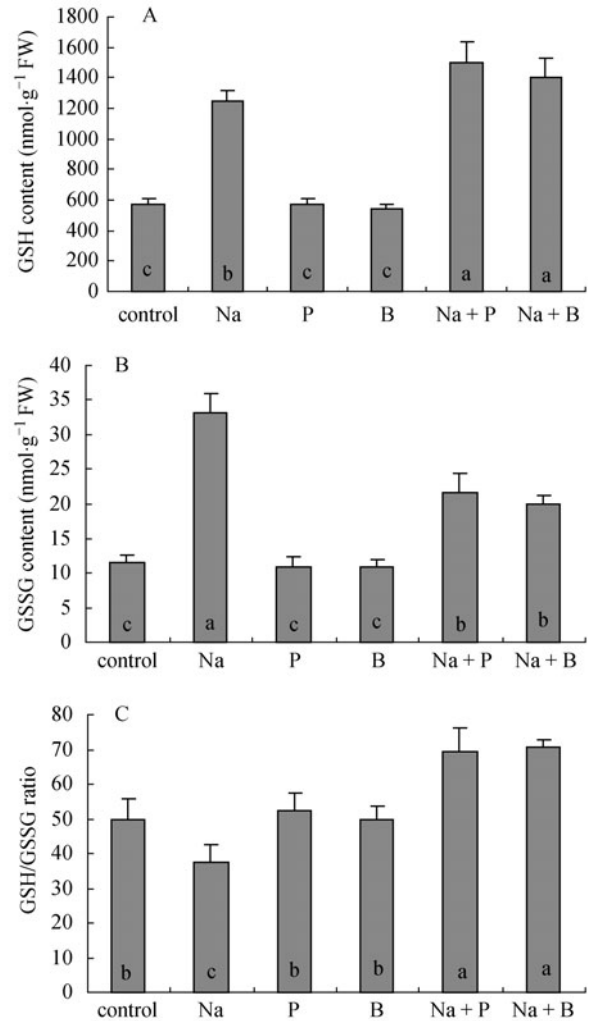 A
GSH content (nmol·g⁻¹ FW)
1800
1600
1400
1200
1000
800
600
400
200
0
c
b
c
c
a
a
control Na P B Na + P Na + B
B
GSSG content (nmol·g⁻¹ FW)
40
35
30
25
20
15
10
5
0
c
a
c
c
b
b
control Na P B Na + P Na + B
C
GSH/GSSG ratio
80
70
60
50
40
30
20
10
0
b
c
b
b
a
a
control Na P B Na + P Na + B